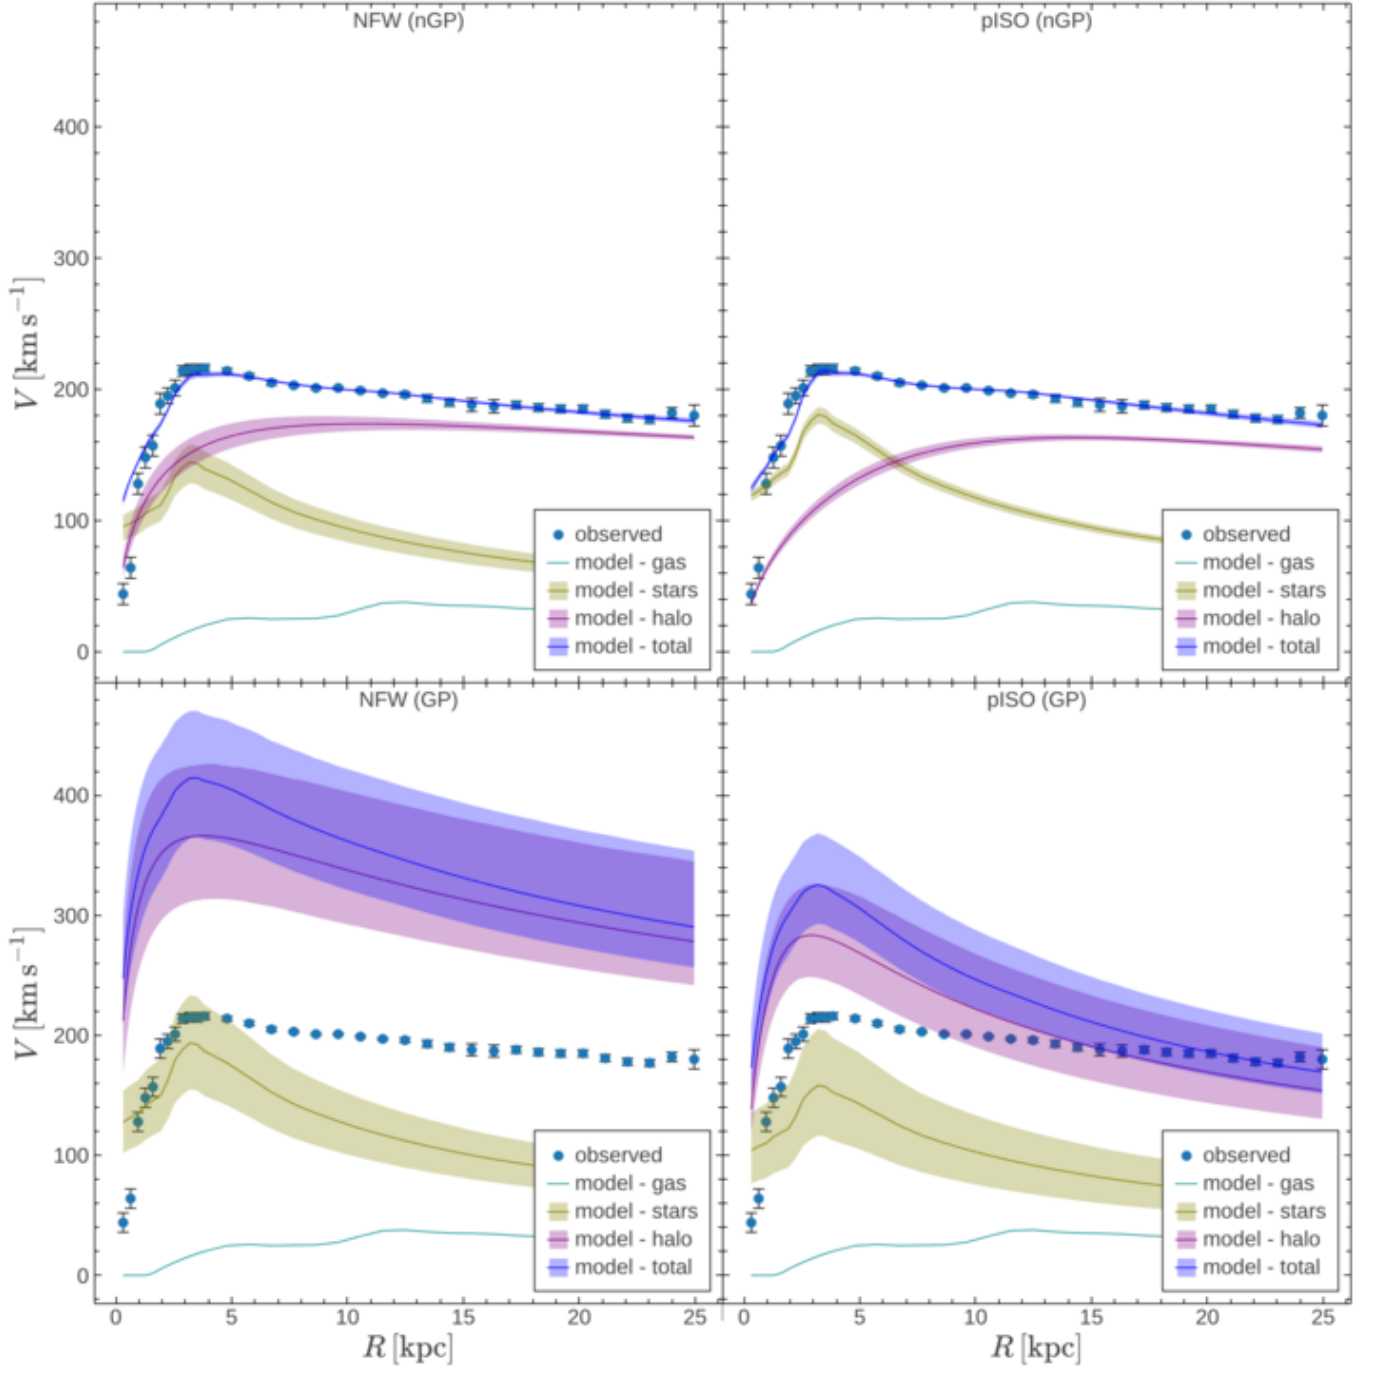 NFW (nGP)
pISO (nGP)
400
300
200
100
0
V [km s⁻¹]
observed
model - gas
model - stars
model - halo
model - total
observed
model - gas
model - stars
model - halo
model - total
NFW (GP)
pISO (GP)
400
300
200
100
0
V [km s⁻¹]
observed
model - gas
model - stars
model - halo
model - total
observed
model - gas
model - stars
model - halo
model - total
0 5 10 15 20 25
0 5 10 15 20 25
R [kpc]
R [kpc]